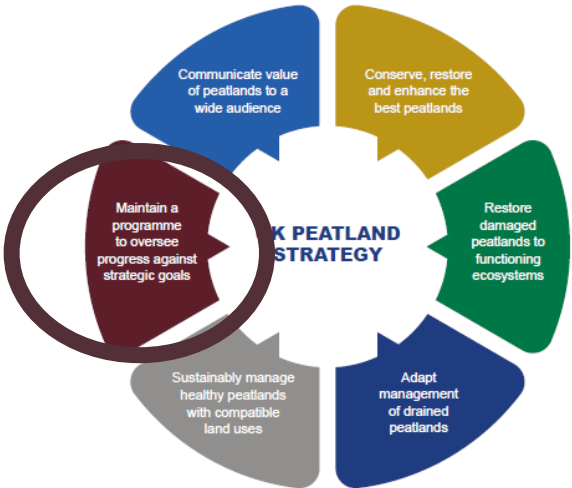 Communicate value
of peatlands to a
wide audience
Conserve, restore
and enhance the
best peatlands
Maintain a
programme
to oversee
progress against
strategic goals
K PEATLAND
STRATEGY
Restore
damaged
peatlands to
functioning
ecosystems
Sustainably manage
healthy peatlands
with compatible
land uses
Adapt
management
of drained
peatlands